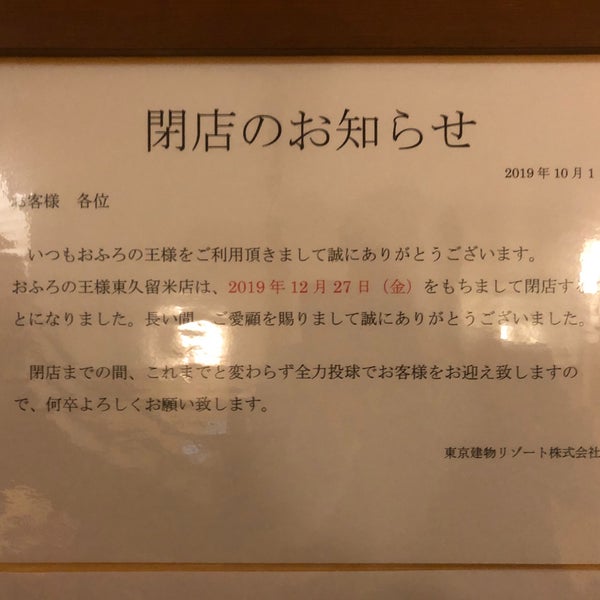 閉店のお知らせ
2019年10月1
お客様　各位
いつもおふろの王様をご利用頂きまして誠にありがとうございます。
おふろの王様東久留米店は、2019年12月27日（金）をもちまして閉店する
とになりました。長い間、ご愛顧を賜りまして誠にありがとうございました。
閉店までの間、これまでと変わらず全力投球でお客様をお迎え致しますの
で、何卒よろしくお願い致します。
東京建物リゾート株式会社